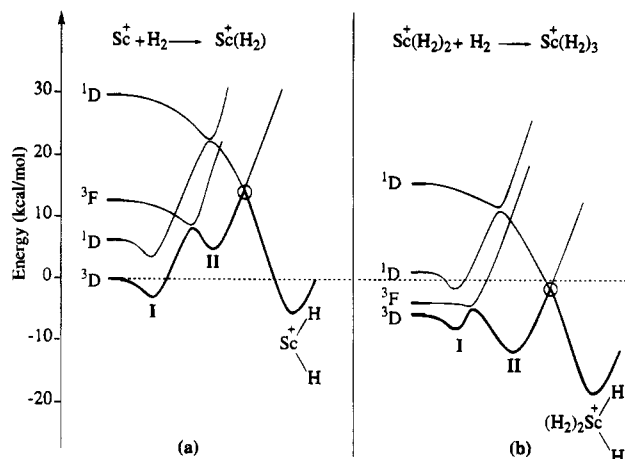 Sc⁺ + H₂ ⟶ Sc⁺(H₂)
Sc⁺(H₂)₂ + H₂ ⟶ Sc⁺(H₂)₃
Energy (kcal/mol)
30
20
10
0
-10
-20
¹D
³F
¹D
³D
I
II
H
Sc⁺
H
(a)
¹D
¹D
³F
³D
I
II
H
(H₂)₂Sc⁺
H
(b)